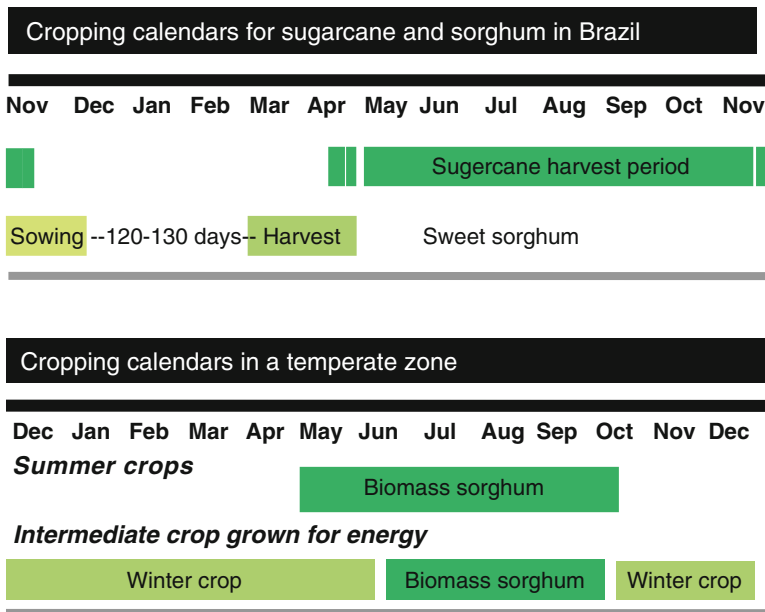 Cropping calendars for sugarcane and sorghum in Brazil
Nov Dec Jan Feb Mar Apr May Jun Jul Aug Sep Oct Nov
Sugercane harvest period
Sowing --120-130 days-- Harvest Sweet sorghum
Cropping calendars in a temperate zone
Dec Jan Feb Mar Apr May Jun Jul Aug Sep Oct Nov Dec
Summer crops
Biomass sorghum
Intermediate crop grown for energy
Winter crop Biomass sorghum Winter crop